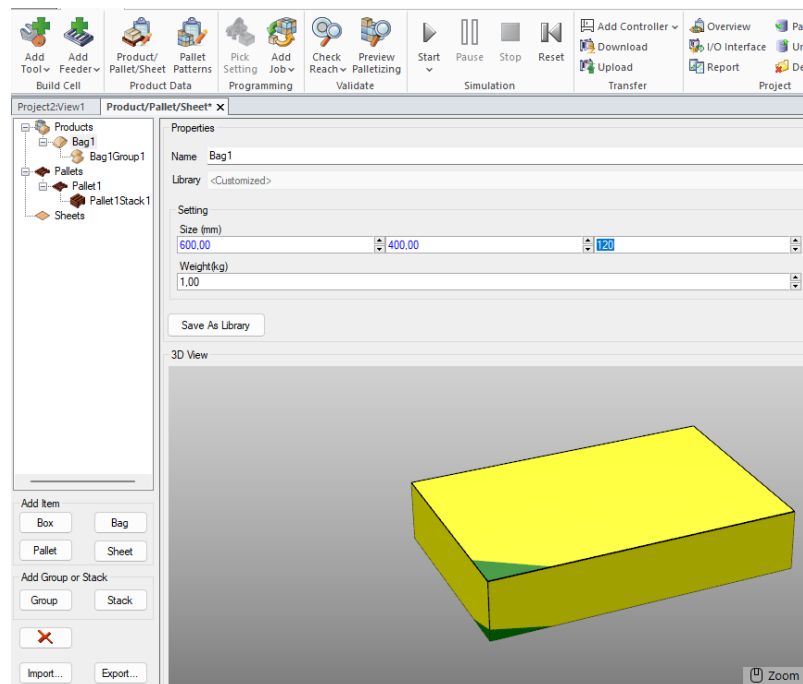 Add Tool
Add Feeder
Product/ Pallet/Sheet
Pallet Patterns
Pick Setting
Add Job
Check Reach
Preview Palletizing
Start
Pause
Stop
Reset
Add Controller
Download
Upload
Overview
I/O Interface
Report
Pa
Ur
De
Build Cell
Product Data
Programming
Validate
Simulation
Transfer
Project
Project2:View1
Product/Pallet/Sheet*
Products
Bag1
Bag1Group1
Pallets
Pallet1
Pallet1Stack1
Sheets
Properties
Name Bag1
Library <Customized>
Setting
Size (mm)
600,00 400,00 120
Weight(kg)
1,00
Save As Library
3D View
Add Item
Box Bag
Pallet Sheet
Add Group or Stack
Group Stack
Import... Export...
Zoom